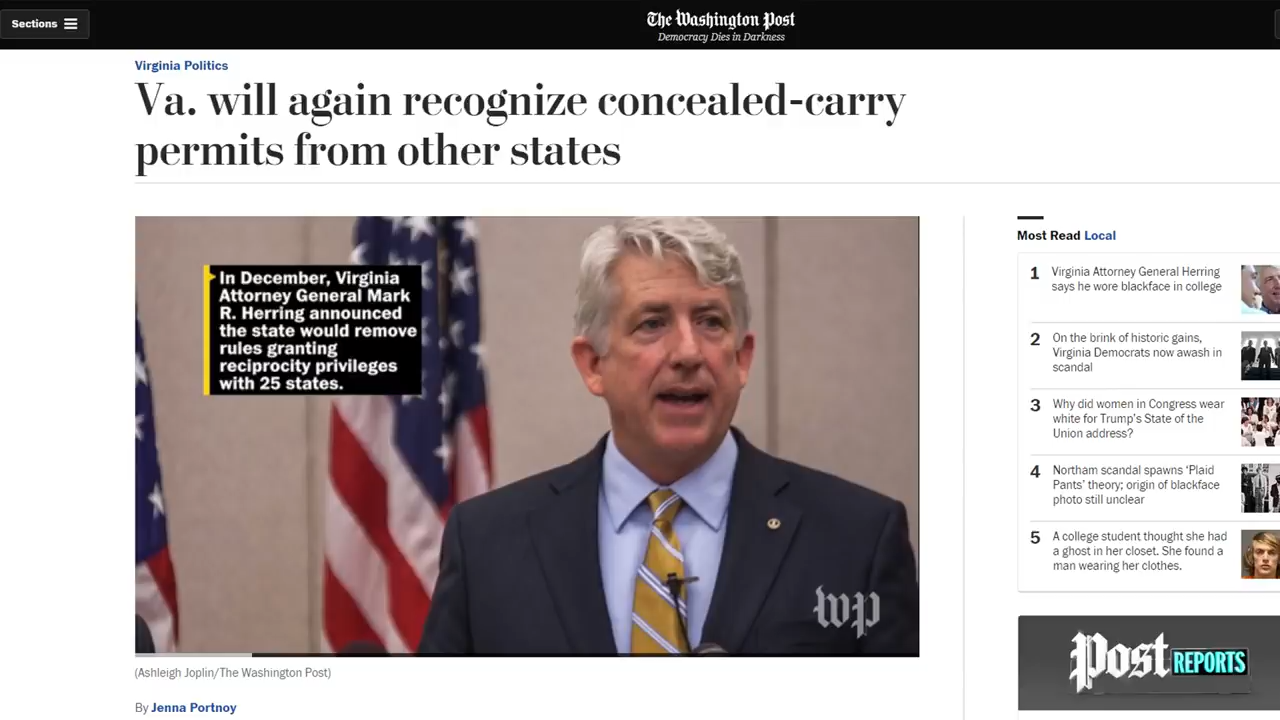 Sections
The Washington Post
Democracy Dies in Darkness
Virginia Politics
Va. will again recognize concealed-carry
permits from other states
In December, Virginia
Attorney General Mark
R. Herring announced
the state would remove
rules granting
reciprocity privileges
with 25 states.
wp
(Ashleigh Joplin/The Washington Post)
By Jenna Portnoy
Most Read Local
1
Virginia Attorney General Herring
says he wore blackface in college
2
On the brink of historic gains,
Virginia Democrats now awash in
scandal
3
Why did women in Congress wear
white for Trump's State of the
Union address?
4
Northam scandal spawns 'Plaid
Pants' theory; origin of blackface
photo still unclear
5
A college student thought she had
a ghost in her closet. She found a
man wearing her clothes.
Post REPORTS